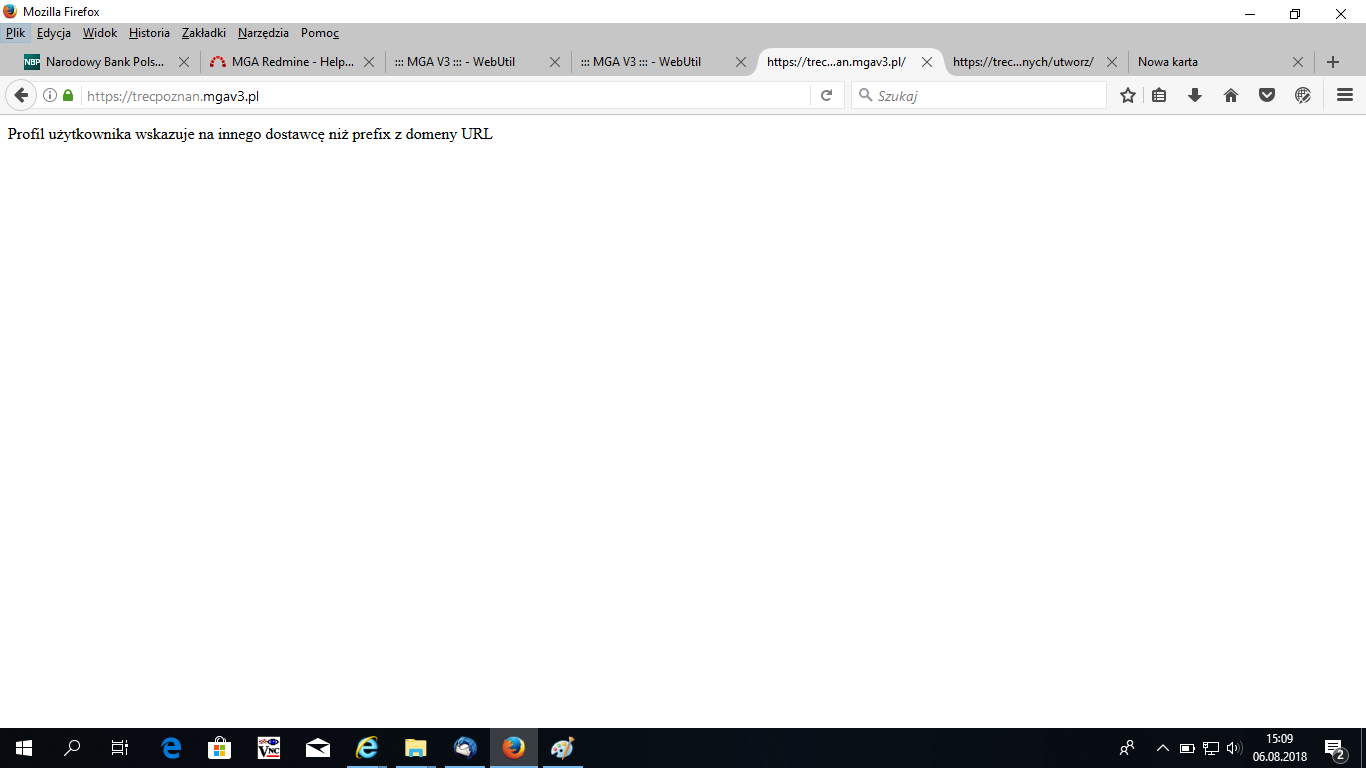 Mozilla Firefox
Plik Edycja Widok Historia Zakładki Narzędzia Pomoc
NBP Narodowy Bank Pols... MGA Redmine - Help... ::: MGA V3 ::: - WebUtil ::: MGA V3 ::: - WebUtil https://trec...an.mgav3.pl/ https://trec...nych/utworz/ Nowa karta
https://trecpoznan.mgav3.pl Szukaj
Profil użytkownika wskazuje na innego dostawcę niż prefix z domeny URL
VNC
15:09
06.08.2018
2